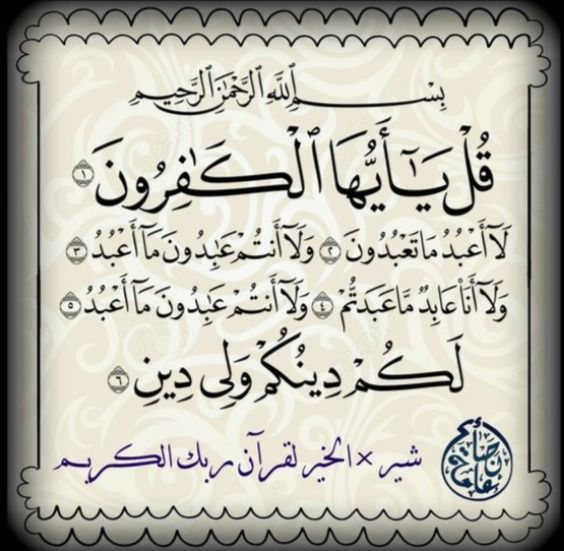 بِسْمِ ٱللَّهِ ٱلرَّحْمَٰنِ ٱلرَّحِيمِ
قُلْ يَٰٓأَيُّهَا ٱلْكَٰفِرُونَ ١
لَآ أَعْبُدُ مَا تَعْبُدُونَ ٢ وَلَآ أَنتُمْ عَٰبِدُونَ مَآ أَعْبُدُ ٣
وَلَآ أَنَا۠ عَابِدٌ مَّا عَبَدتُّمْ ٤ وَلَآ أَنتُمْ عَٰبِدُونَ مَآ أَعْبُدُ ٥
لَكُمْ دِينُكُمْ وَلِىَ دِينِ ٦
شير × الخير لقرآن ربك الكريم